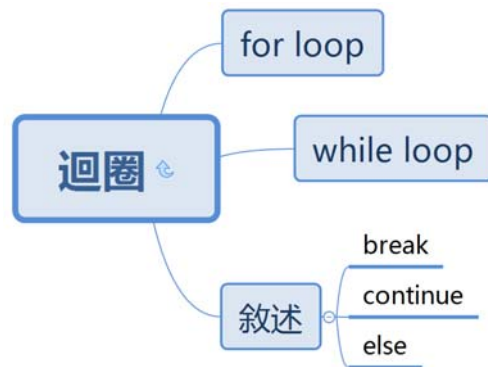 for loop
迴圈
while loop
敘述
break
continue
else